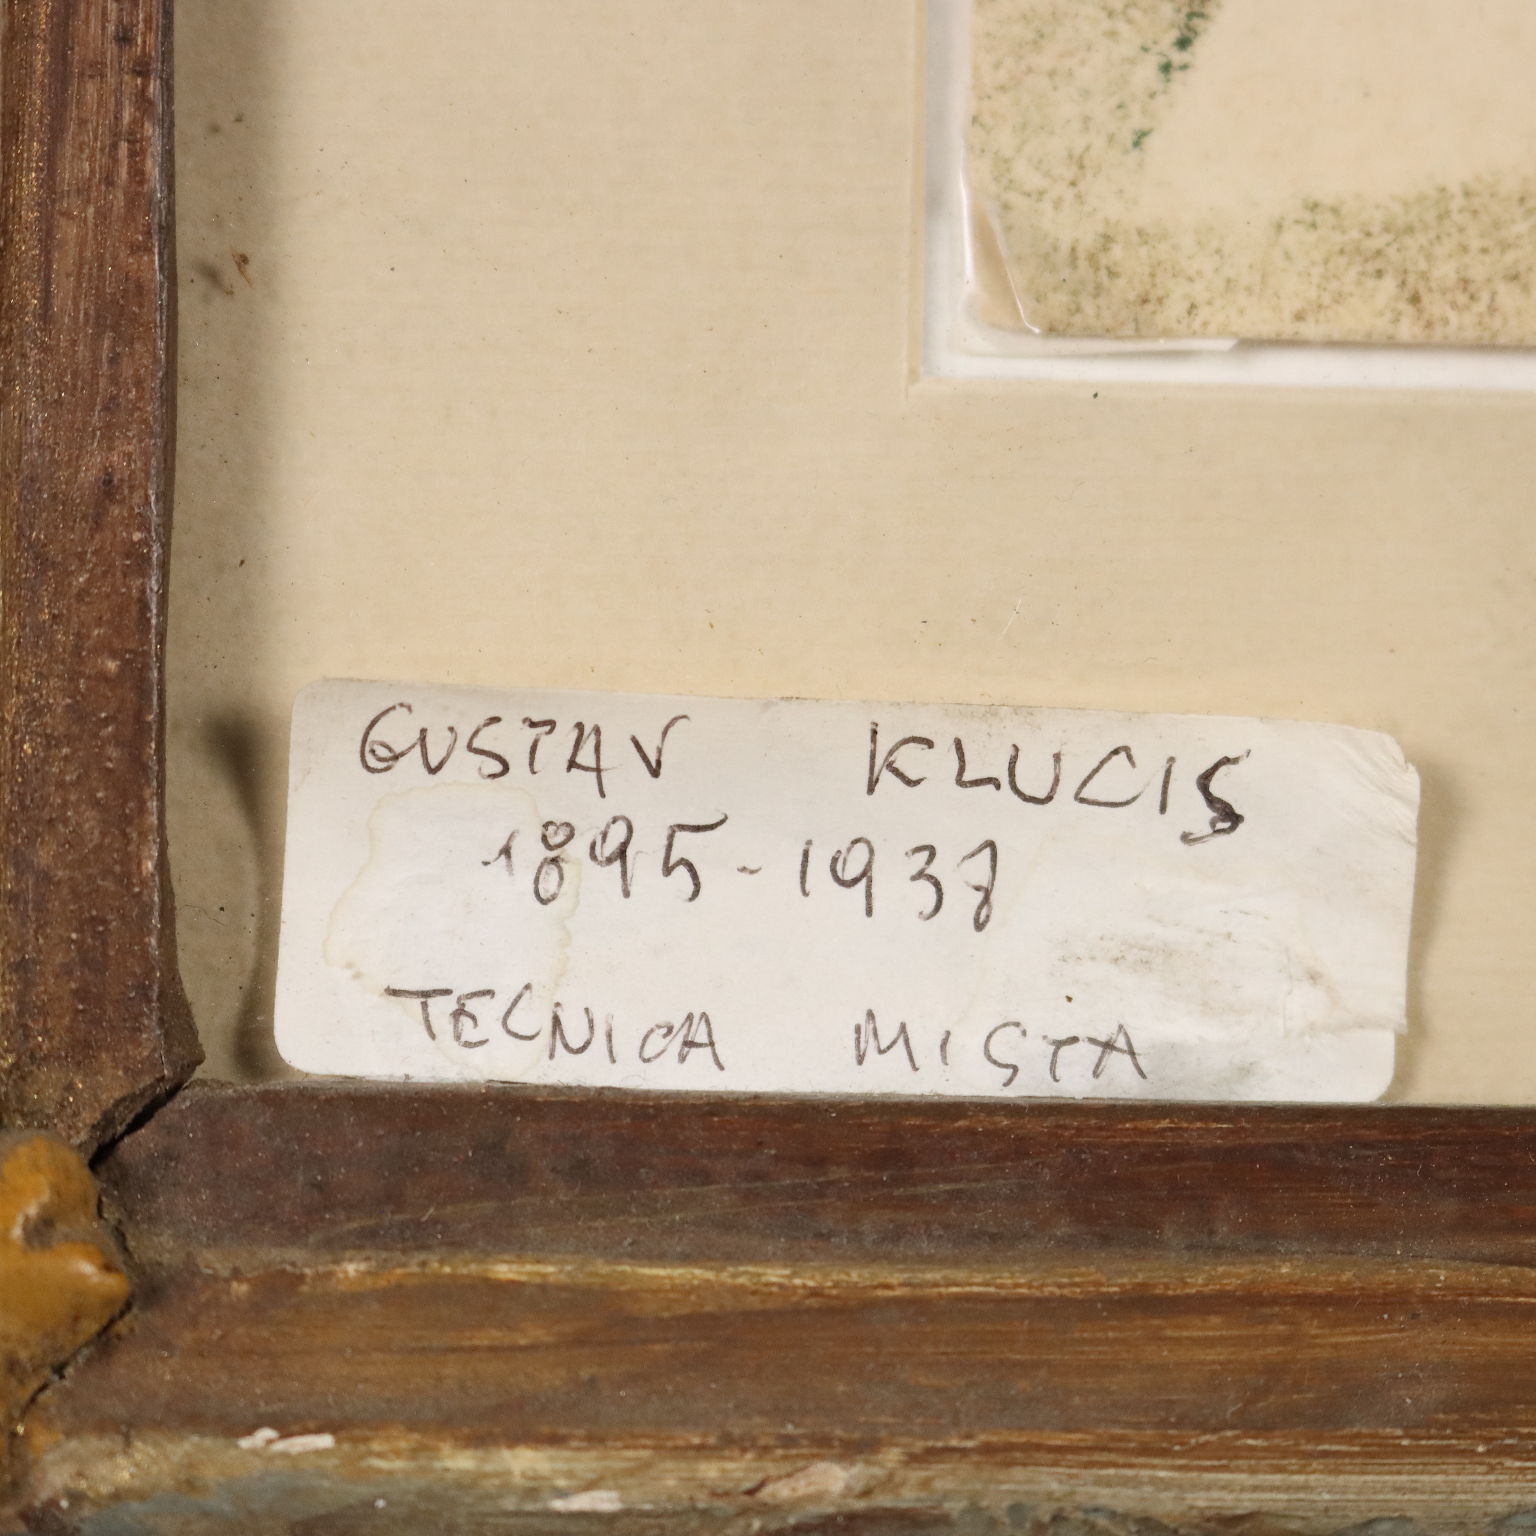 GUSTAV KLUCIS
1895-1938
TECNICA MISTA